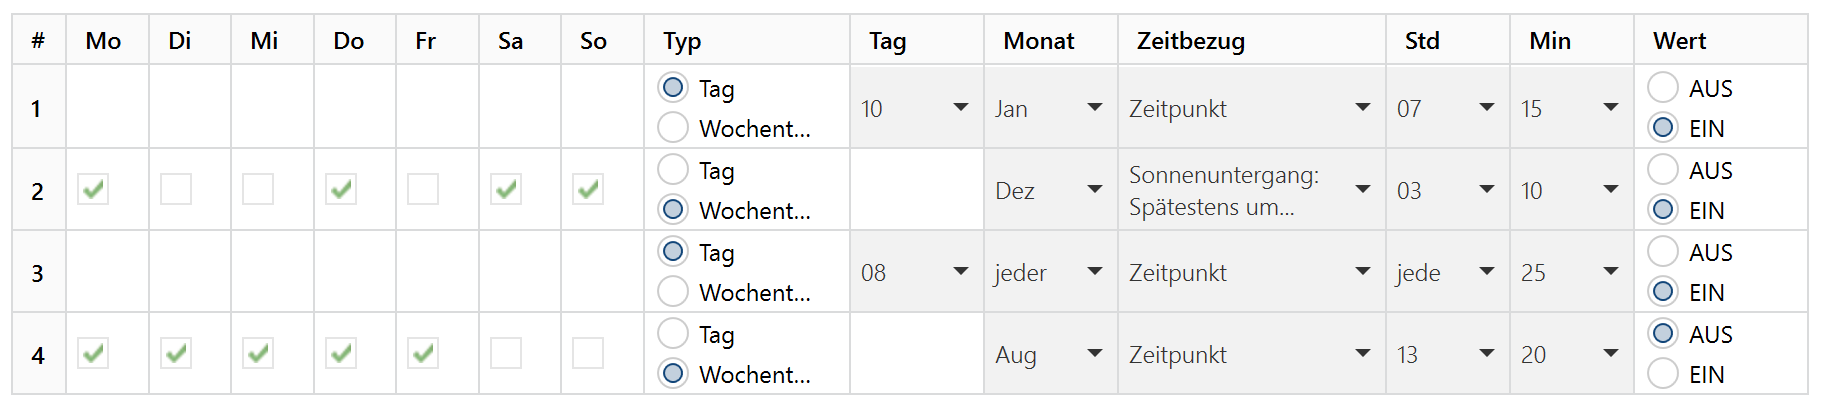 # Mo Di Mi Do Fr Sa So Typ Tag Monat Zeitbezug Std Min Wert
1 Tag 10 Jan Zeitpunkt 07 15 AUS
Wochent... EIN
2 Tag Dez Sonnenuntergang: 03 10 AUS
Wochent... Spätestens um... EIN
3 Tag 08 jeder Zeitpunkt jede 25 AUS
Wochent... EIN
4 Tag Aug Zeitpunkt 13 20 AUS
Wochent... EIN